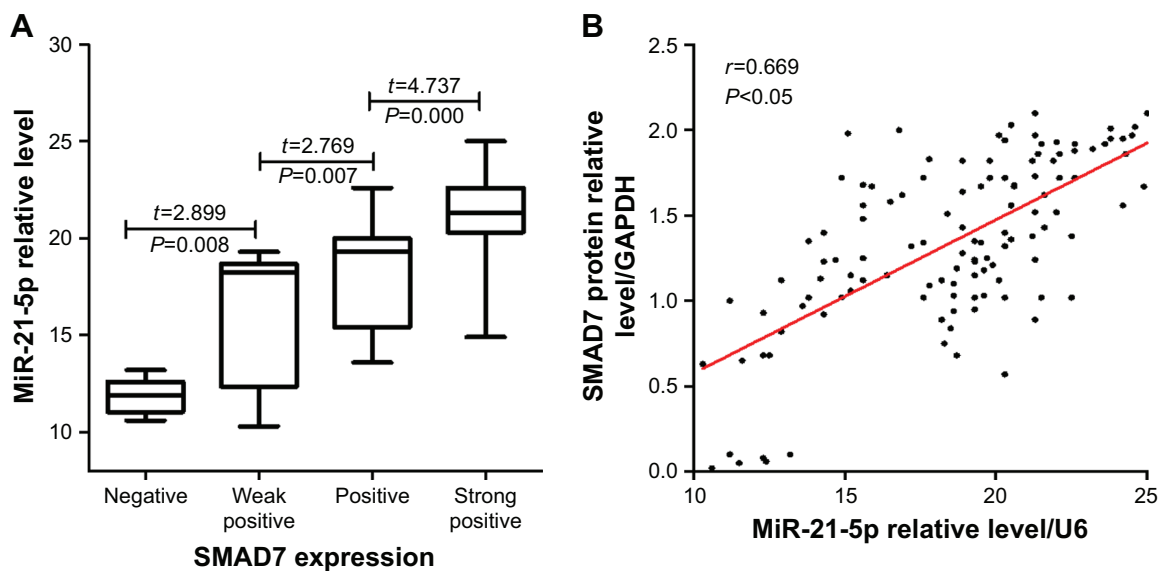 A
MiR-21-5p relative level
30
25
20
15
10
t=2.899
P=0.008
t=2.769
P=0.007
t=4.737
P=0.000
Negative
Weak
positive
Positive
Strong
positive
SMAD7 expression
B
SMAD7 protein relative
level/GAPDH
2.5
2.0
1.5
1.0
0.5
0.0
r=0.669
P<0.05
10
15
20
25
MiR-21-5p relative level/U6